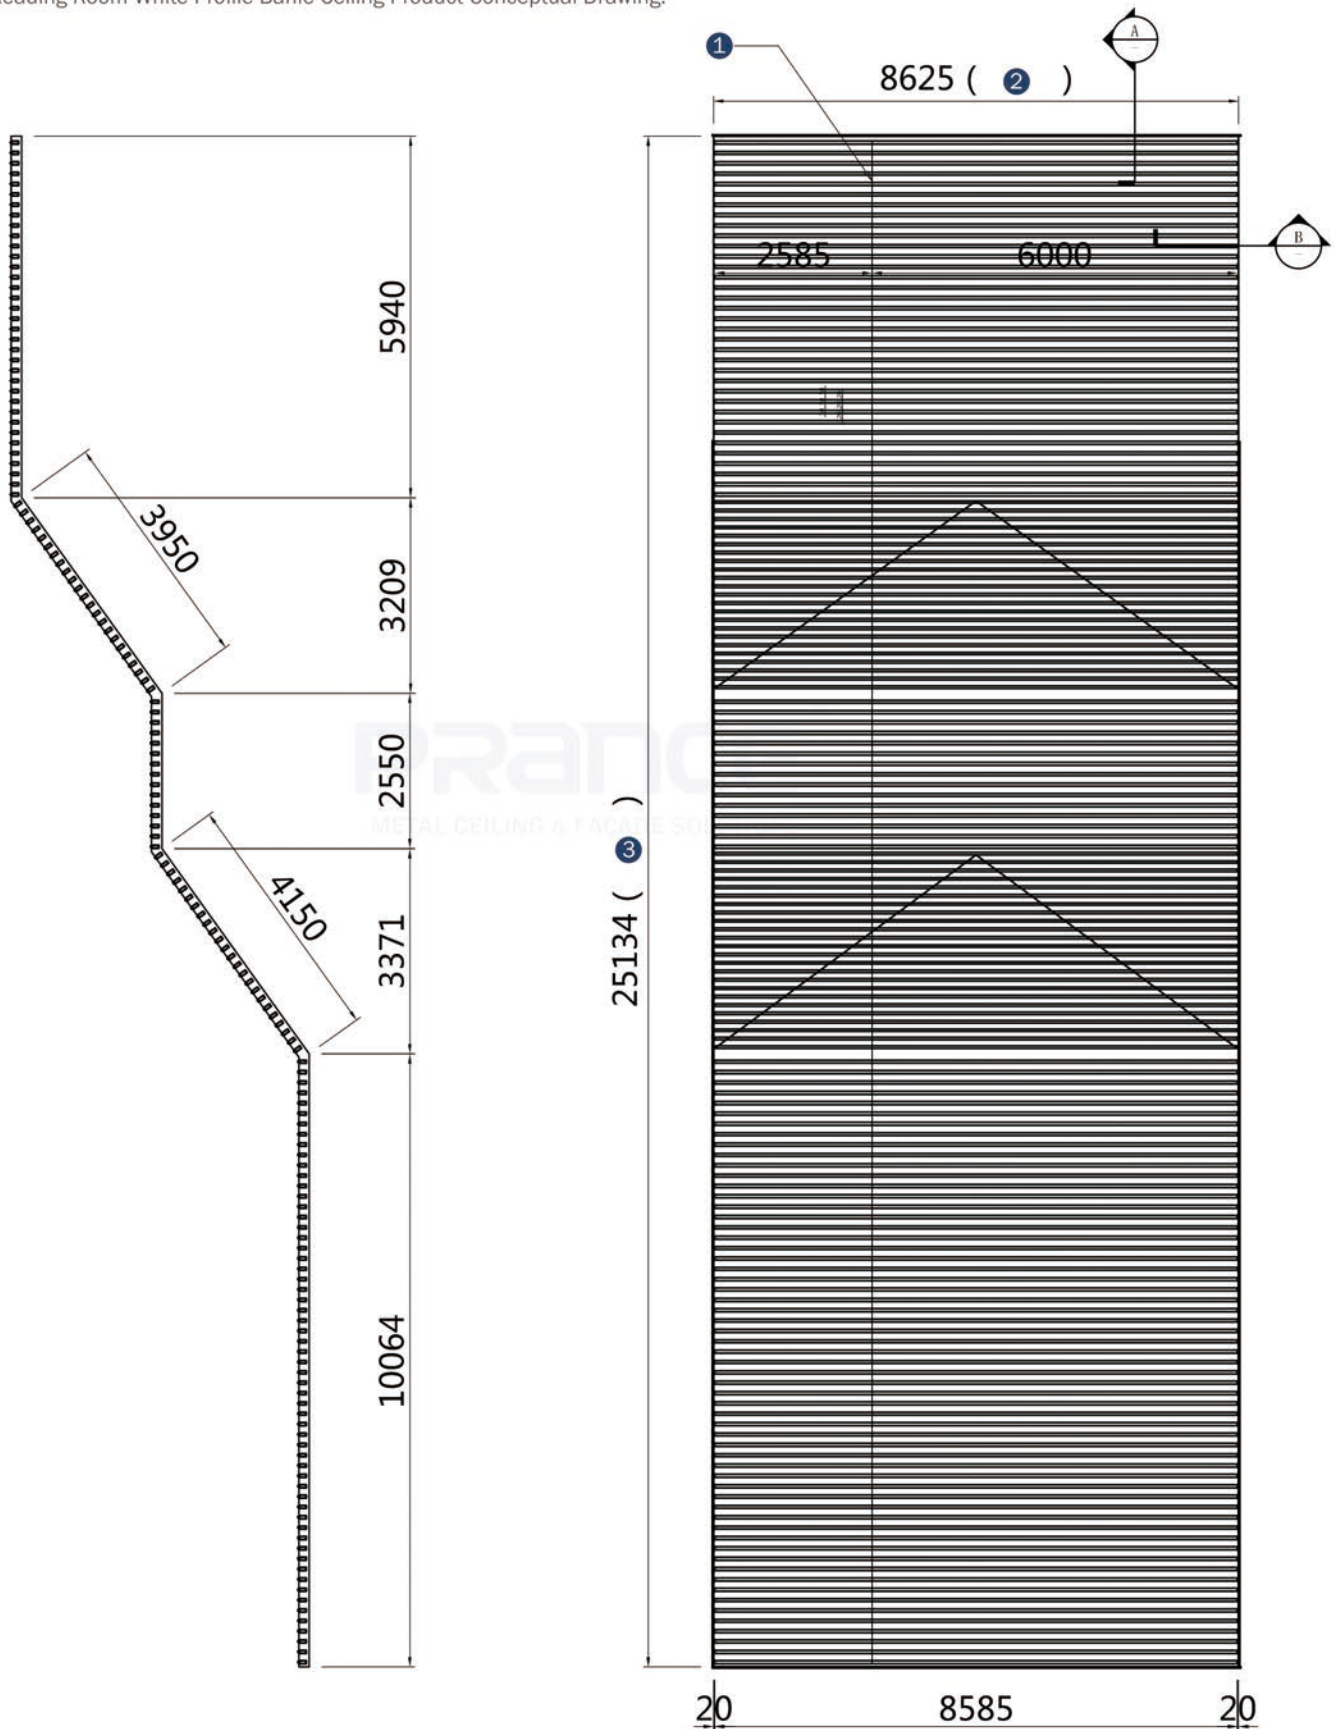 Reading Room White Profile Baffle Ceiling Product Conceptual Drawing.
1
A
8625 ( 2 )
B
2585
6000
5940
3950
3209
2550
PRANCE
METAL CEILING & FACADE
25134 ( 3 )
4150
3371
10064
20
8585
20